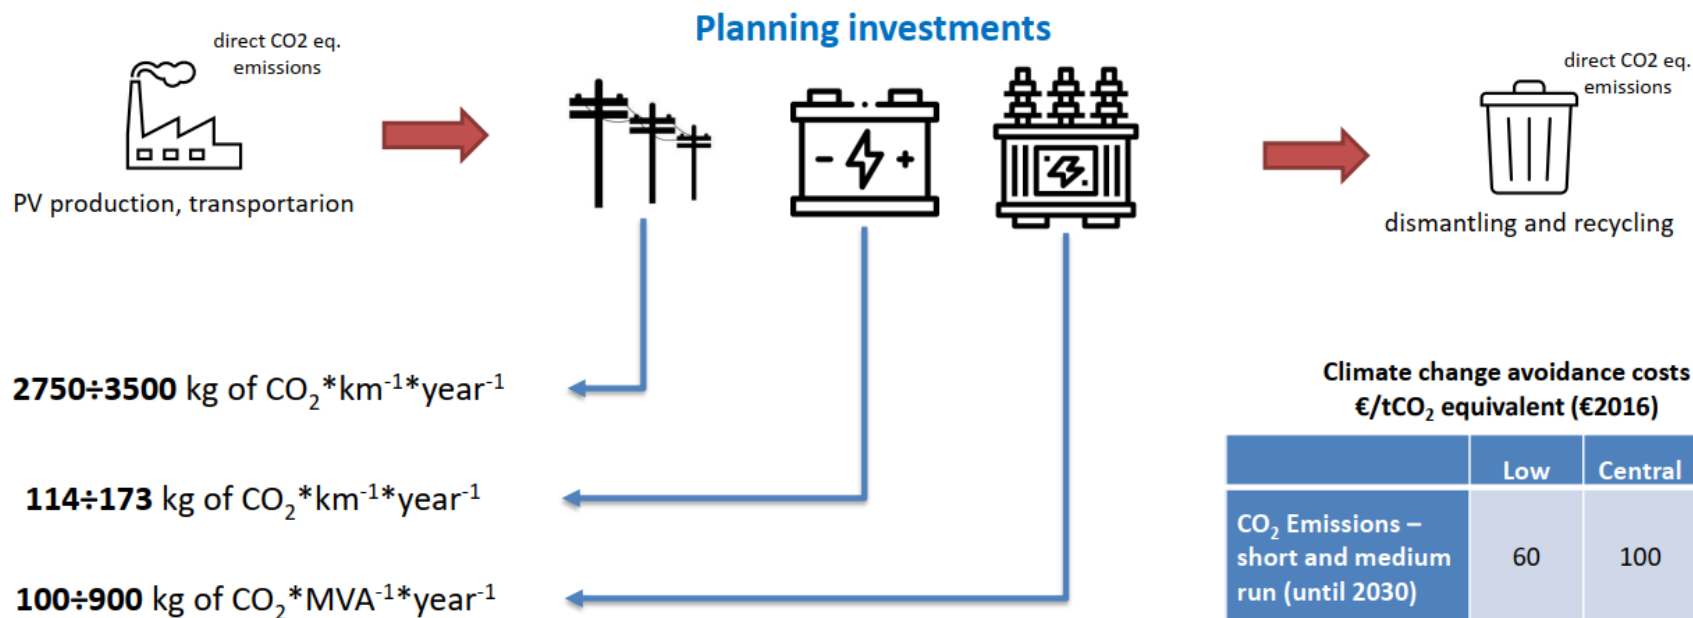 Planning investments
direct CO2 eq.
emissions
PV production, transportarion
direct CO2 eq.
emissions
dismantling and recycling
2750÷3500 kg of CO₂*km⁻¹*year⁻¹
114÷173 kg of CO₂*km⁻¹*year⁻¹
100÷900 kg of CO₂*MVA⁻¹*year⁻¹
Climate change avoidance costs
€/tCO₂ equivalent (€2016)
Low Central
CO₂ Emissions –
short and medium
run (until 2030)
60 100